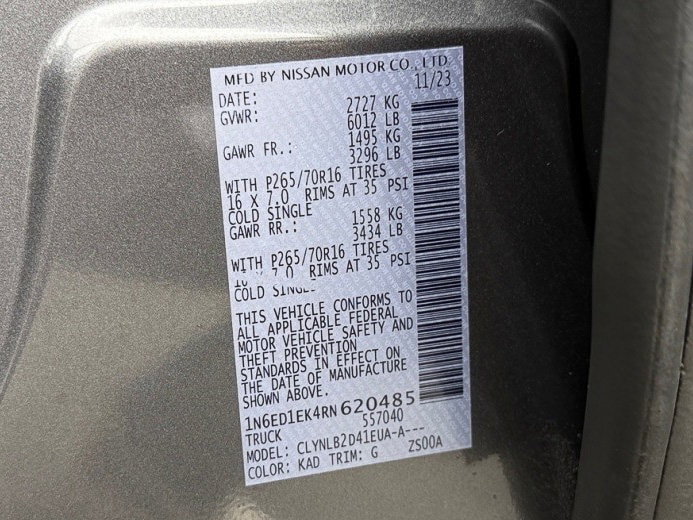 MFD BY NISSAN MOTOR CO., LTD.
DATE: 11/23
GVWR: 2727 KG
6012 LB
GAWR FR.: 1495 KG
3296 LB
WITH P265/70R16 TIRES
16 X 7.0 RIMS AT 35 PSI
COLD SINGLE
GAWR RR.: 1558 KG
3434 LB
WITH P265/70R16 TIRES
7.0 RIMS AT 35 PSI
COLD
THIS VEHICLE CONFORMS TO
ALL APPLICABLE FEDERAL
MOTOR VEHICLE SAFETY AND
THEFT PREVENTION
STANDARDS IN EFFECT ON
THE DATE OF MANUFACTURE
SHOWN ABOVE.
1N6ED1EK4RN620485
TRUCK 557040
MODEL: CLYNLB2D41EUA-A---
COLOR: KAD TRIM: G ZS00A